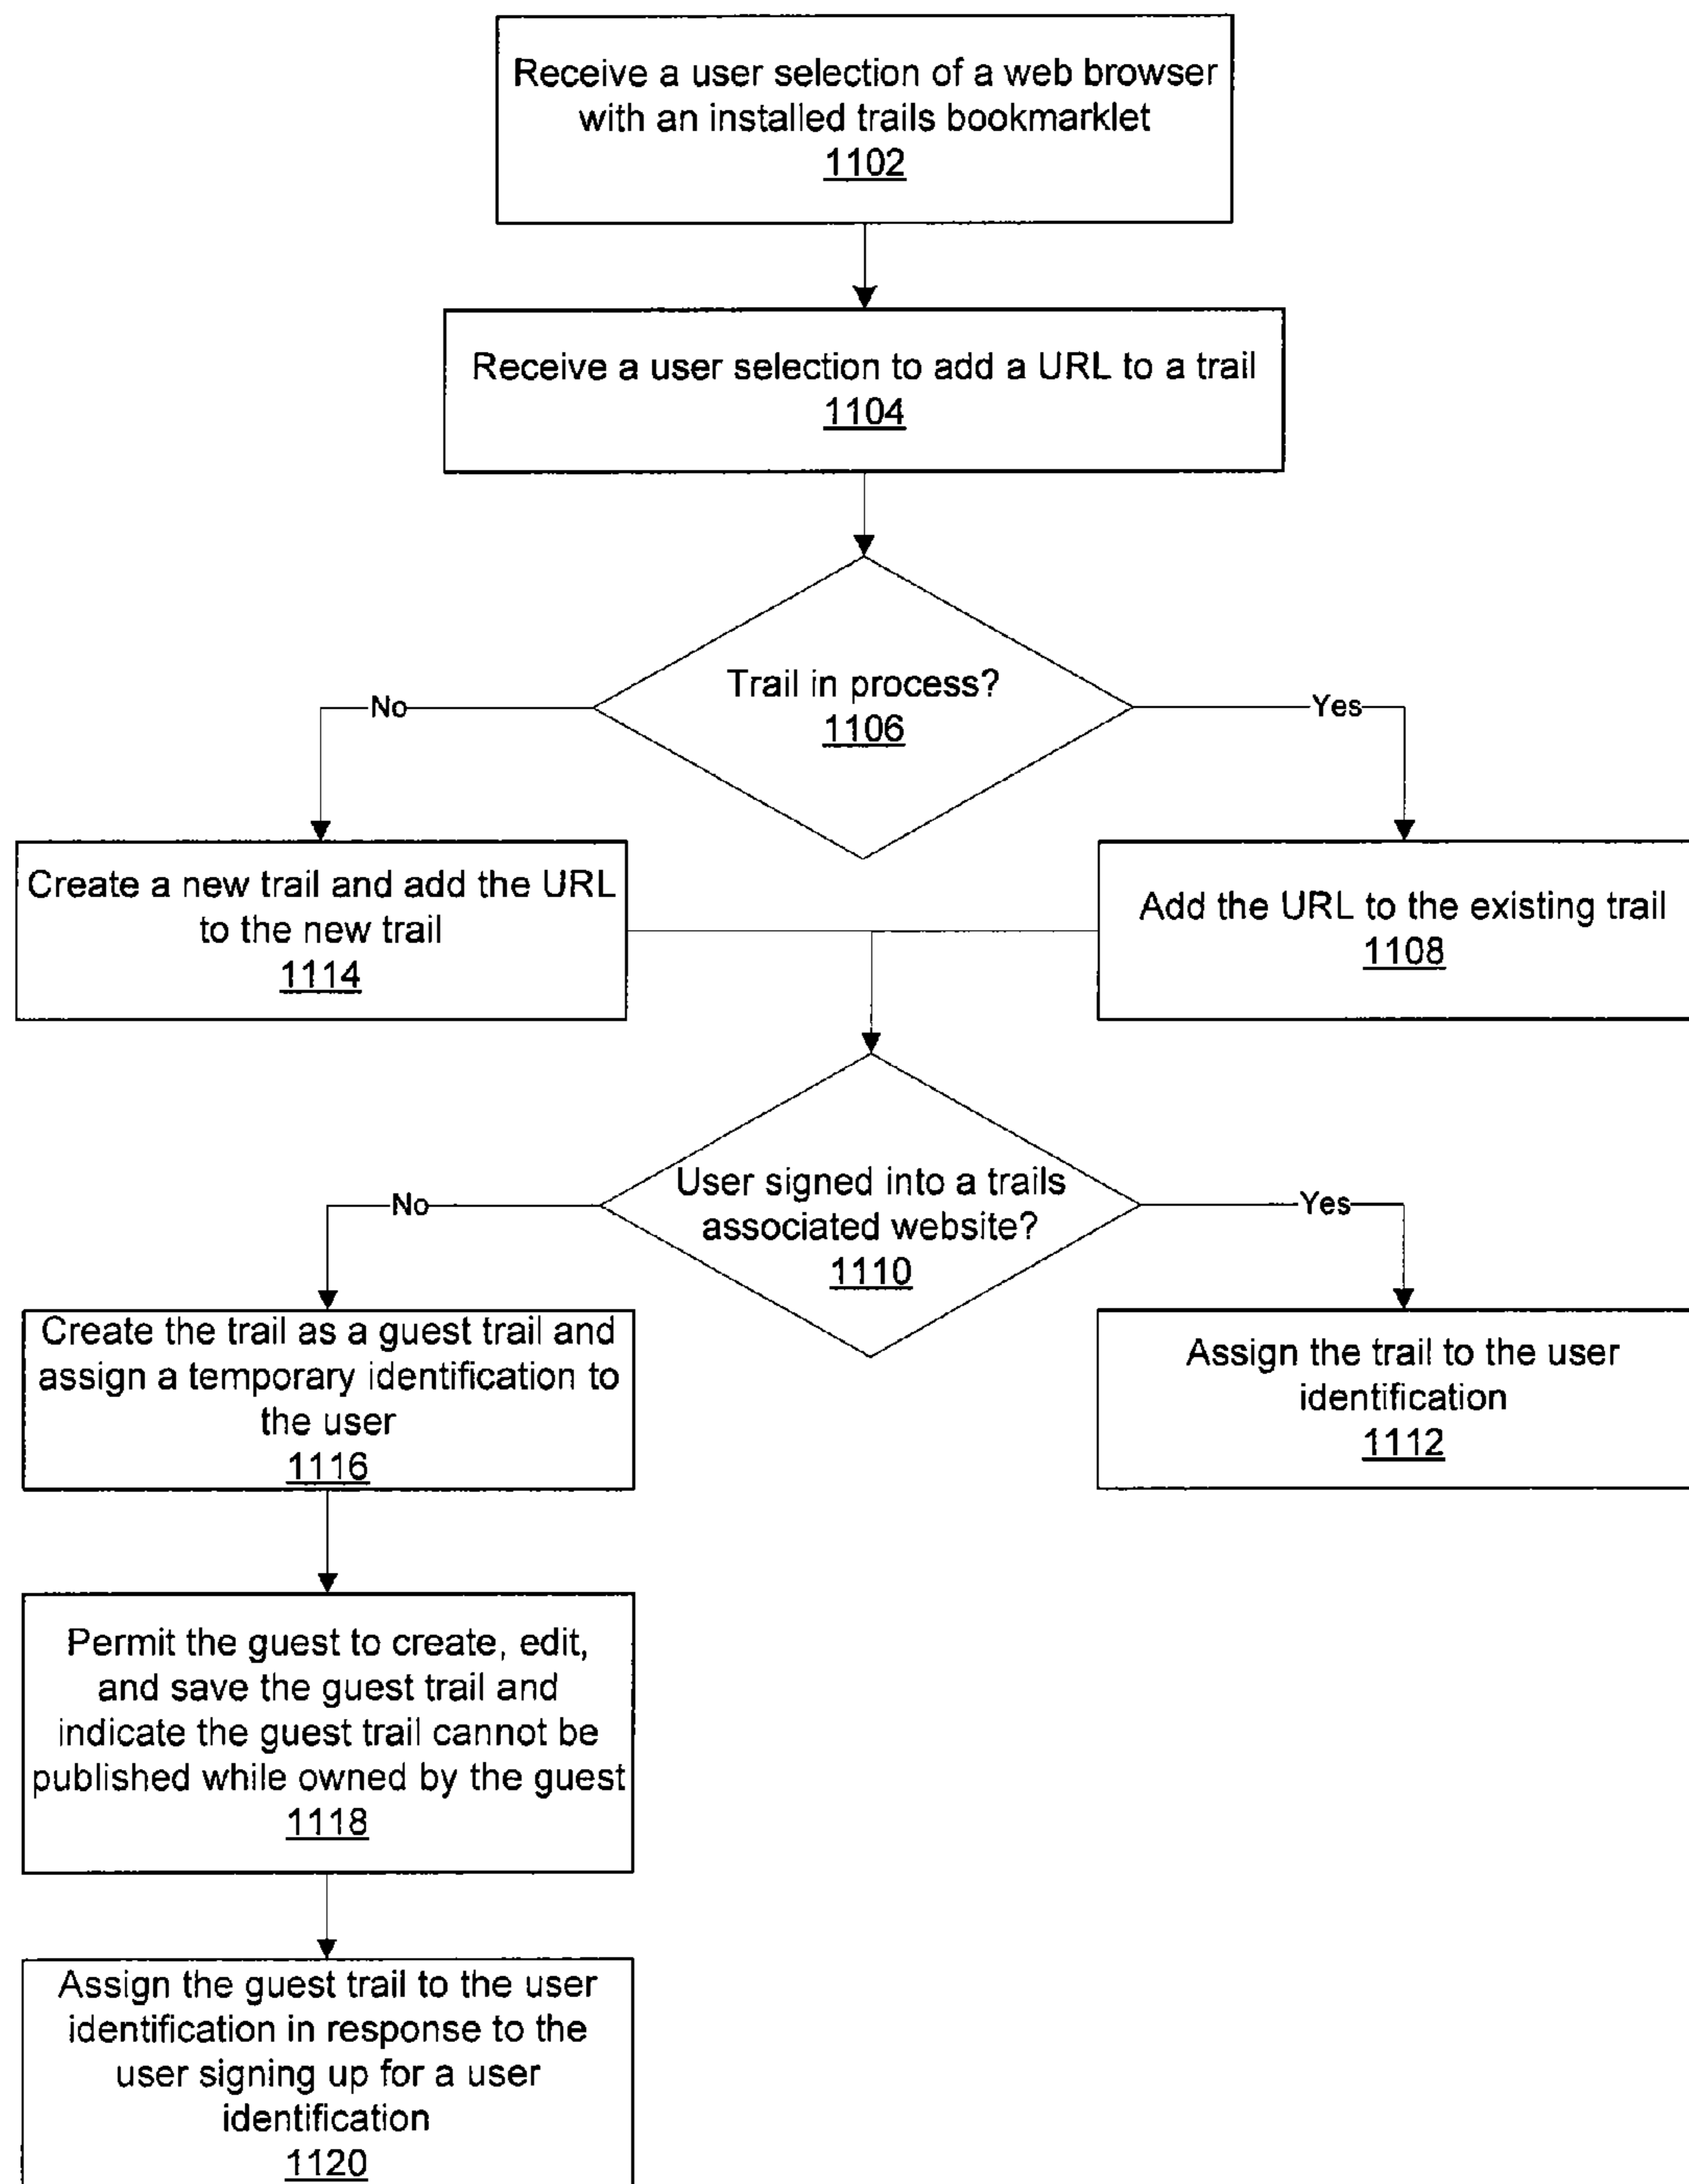 Receive a user selection of a web browser
with an installed trails bookmarklet
1102
Receive a user selection to add a URL to a trail
1104
Trail in process?
1106
No
Yes
Create a new trail and add the URL
to the new trail
1114
Add the URL to the existing trail
1108
User signed into a trails
associated website?
1110
No
Yes
Create the trail as a guest trail and
assign a temporary identification to
the user
1116
Assign the trail to the user
identification
1112
Permit the guest to create, edit,
and save the guest trail and
indicate the guest trail cannot be
published while owned by the guest
1118
Assign the guest trail to the user
identification in response to the
user signing up for a user
identification
1120